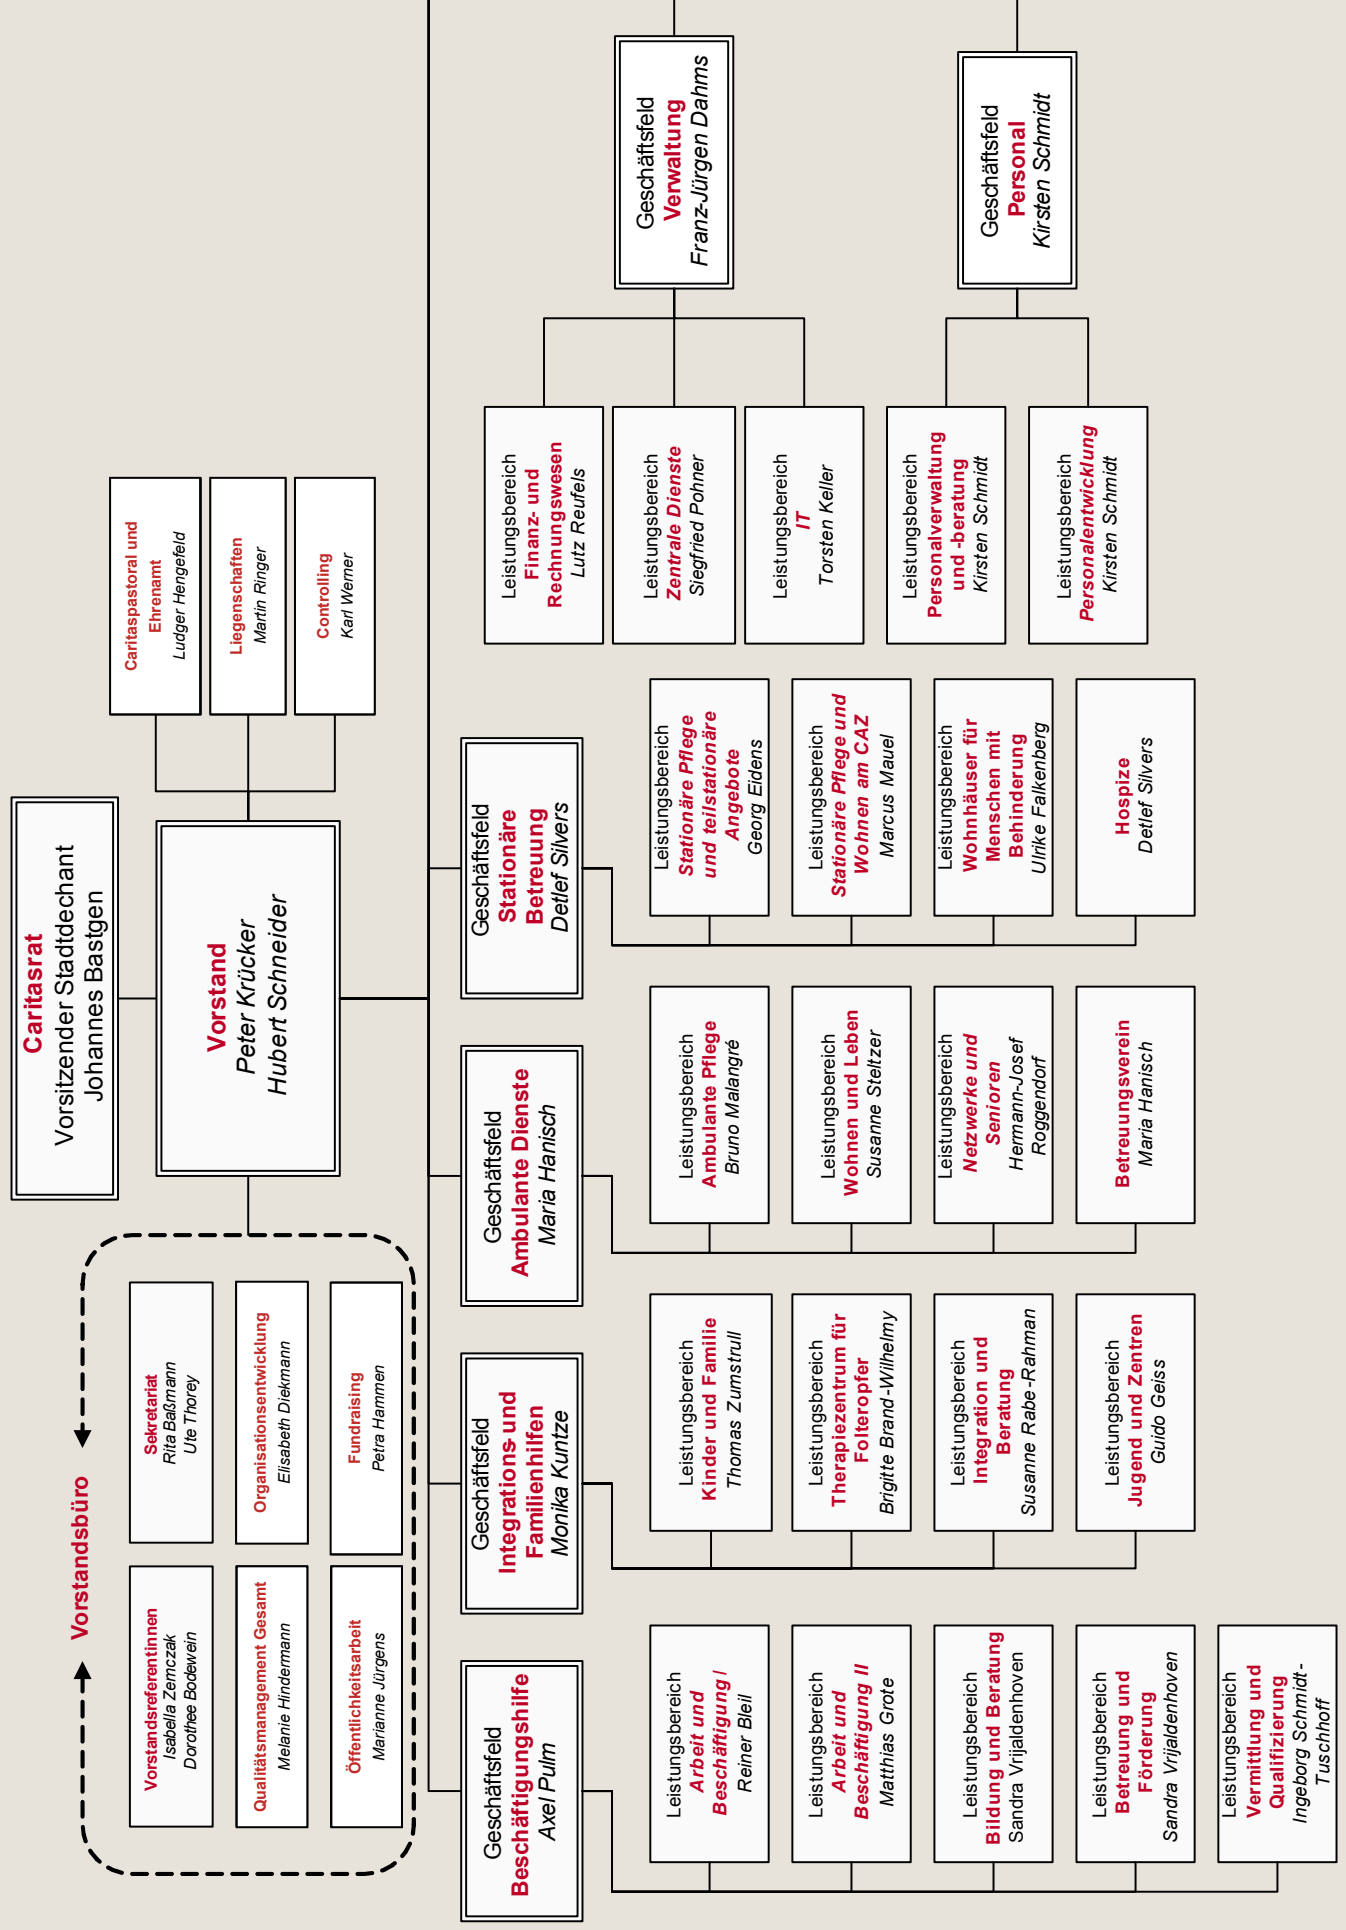 Caritasrat
Vorsitzender Stadtdechant
Johannes Bastgen
Vorstand
Peter Krücker
Hubert Schneider
Vorstandsbüro
Vorstandsreferentinnen
Isabella Zemczak
Dorothee Bodewein
Sekretariat
Rita Baßmann
Ute Thorey
Qualitätsmanagement Gesamt
Melanie Hindermann
Organisationsentwicklung
Elisabeth Diekmann
Öffentlichkeitsarbeit
Marianne Jürgens
Fundraising
Petra Hammen
Caritaspastoral und
Ehrenamt
Ludger Hengefeld
Liegenschaften
Martin Ringer
Controlling
Karl Werner
Geschäftsfeld
Beschäftigungshilfe
Axel Pulm
Leistungsbereich
Arbeit und
Beschäftigung I
Reiner Bleil
Leistungsbereich
Arbeit und
Beschäftigung II
Matthias Grote
Leistungsbereich
Bildung und Beratung
Sandra Vrijaldenhoven
Leistungsbereich
Betreuung und
Förderung
Sandra Vrijaldenhoven
Leistungsbereich
Vermittlung und
Qualifizierung
Ingeborg Schmidt-
Tuschhoff
Geschäftsfeld
Integrations- und
Familienhilfen
Monika Kuntze
Leistungsbereich
Kinder und Familie
Thomas Zumstrull
Leistungsbereich
Therapiezentrum für
Folteropfer
Brigitte Brand-Wilhelmy
Leistungsbereich
Integration und
Beratung
Susanne Rabe-Rahman
Leistungsbereich
Jugend und Zentren
Guido Geiss
Geschäftsfeld
Ambulante Dienste
Maria Hanisch
Leistungsbereich
Ambulante Pflege
Bruno Malangré
Leistungsbereich
Wohnen und Leben
Susanne Steltzer
Leistungsbereich
Netzwerke und
Senioren
Hermann-Josef
Roggendorf
Betreuungsverein
Maria Hanisch
Geschäftsfeld
Stationäre
Betreuung
Detlef Silvers
Leistungsbereich
Stationäre Pflege
und teilstationäre
Angebote
Georg Eidens
Leistungsbereich
Stationäre Pflege und
Wohnen am CAZ
Marcus Mauel
Leistungsbereich
Wohnhäuser für
Menschen mit
Behinderung
Ulrike Falkenberg
Hospize
Detlef Silvers
Geschäftsfeld
Verwaltung
Franz-Jürgen Dahms
Leistungsbereich
Finanz- und
Rechnungswesen
Lutz Reufels
Leistungsbereich
Zentrale Dienste
Siegfried Pohner
Leistungsbereich
IT
Torsten Keller
Geschäftsfeld
Personal
Kirsten Schmidt
Leistungsbereich
Personalverwaltung
und -beratung
Kirsten Schmidt
Leistungsbereich
Personalentwicklung
Kirsten Schmidt